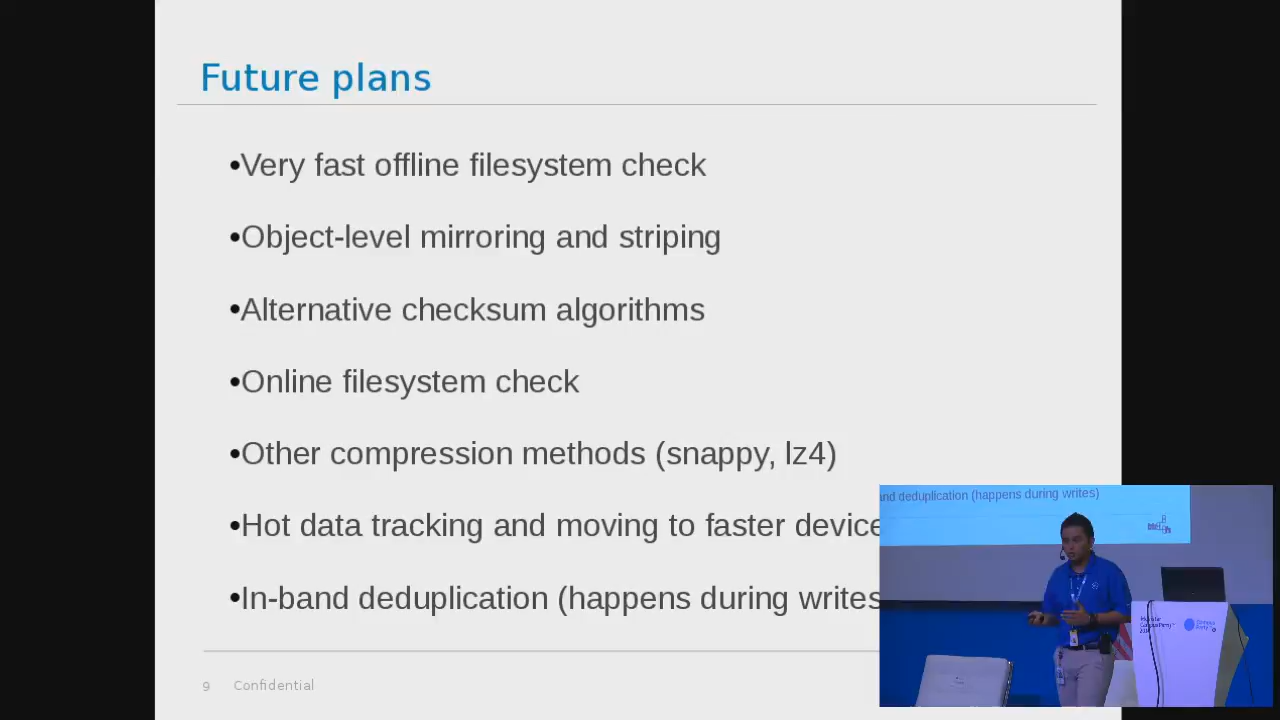 Future plans
•Very fast offline filesystem check
•Object-level mirroring and striping
•Alternative checksum algorithms
•Online filesystem check
•Other compression methods (snappy, lz4)
•Hot data tracking and moving to faster device
•In-band deduplication (happens during writes
and deduplication (happens during writes)
9 Confidential